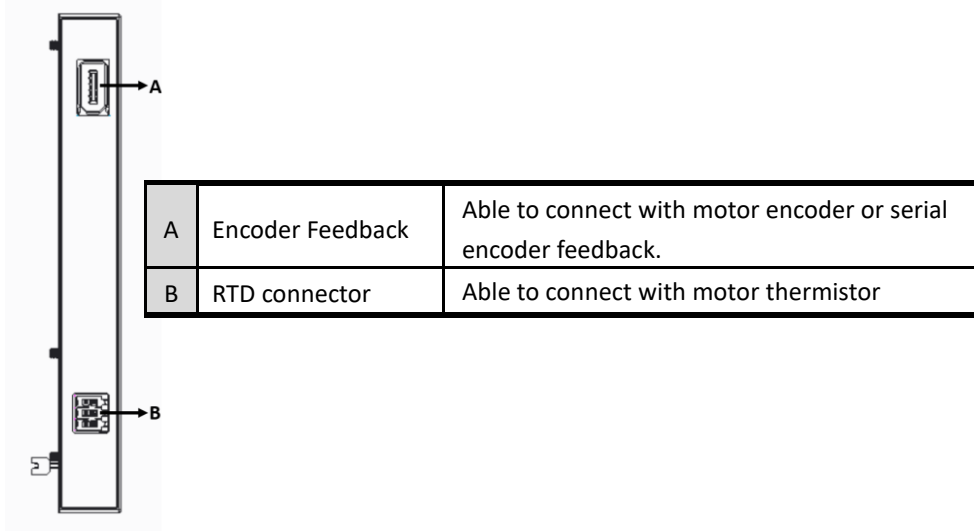 A
A Encoder Feedback Able to connect with motor encoder or serial
encoder feedback.
B RTD connector Able to connect with motor thermistor
B